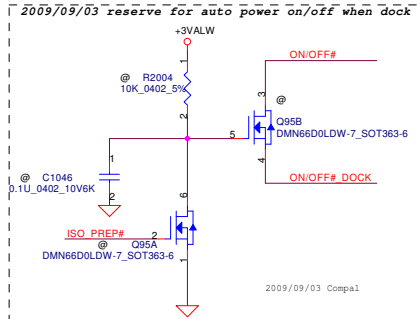 2009/09/03 reserve for auto power on/off when dock
+3VALW
1
@ R2004
10K_0402_5%
2
ON/OFF#
3
@
Q95B
DMN66D0LDW-7_SOT363-6
5
4
ON/OFF#_DOCK
@ C1046
0.1U_0402_10V6K
1
2
6
ISO_PREP# 2
@ Q95A
DMN66D0LDW-7_SOT363-6
1
2009/09/03 Compal